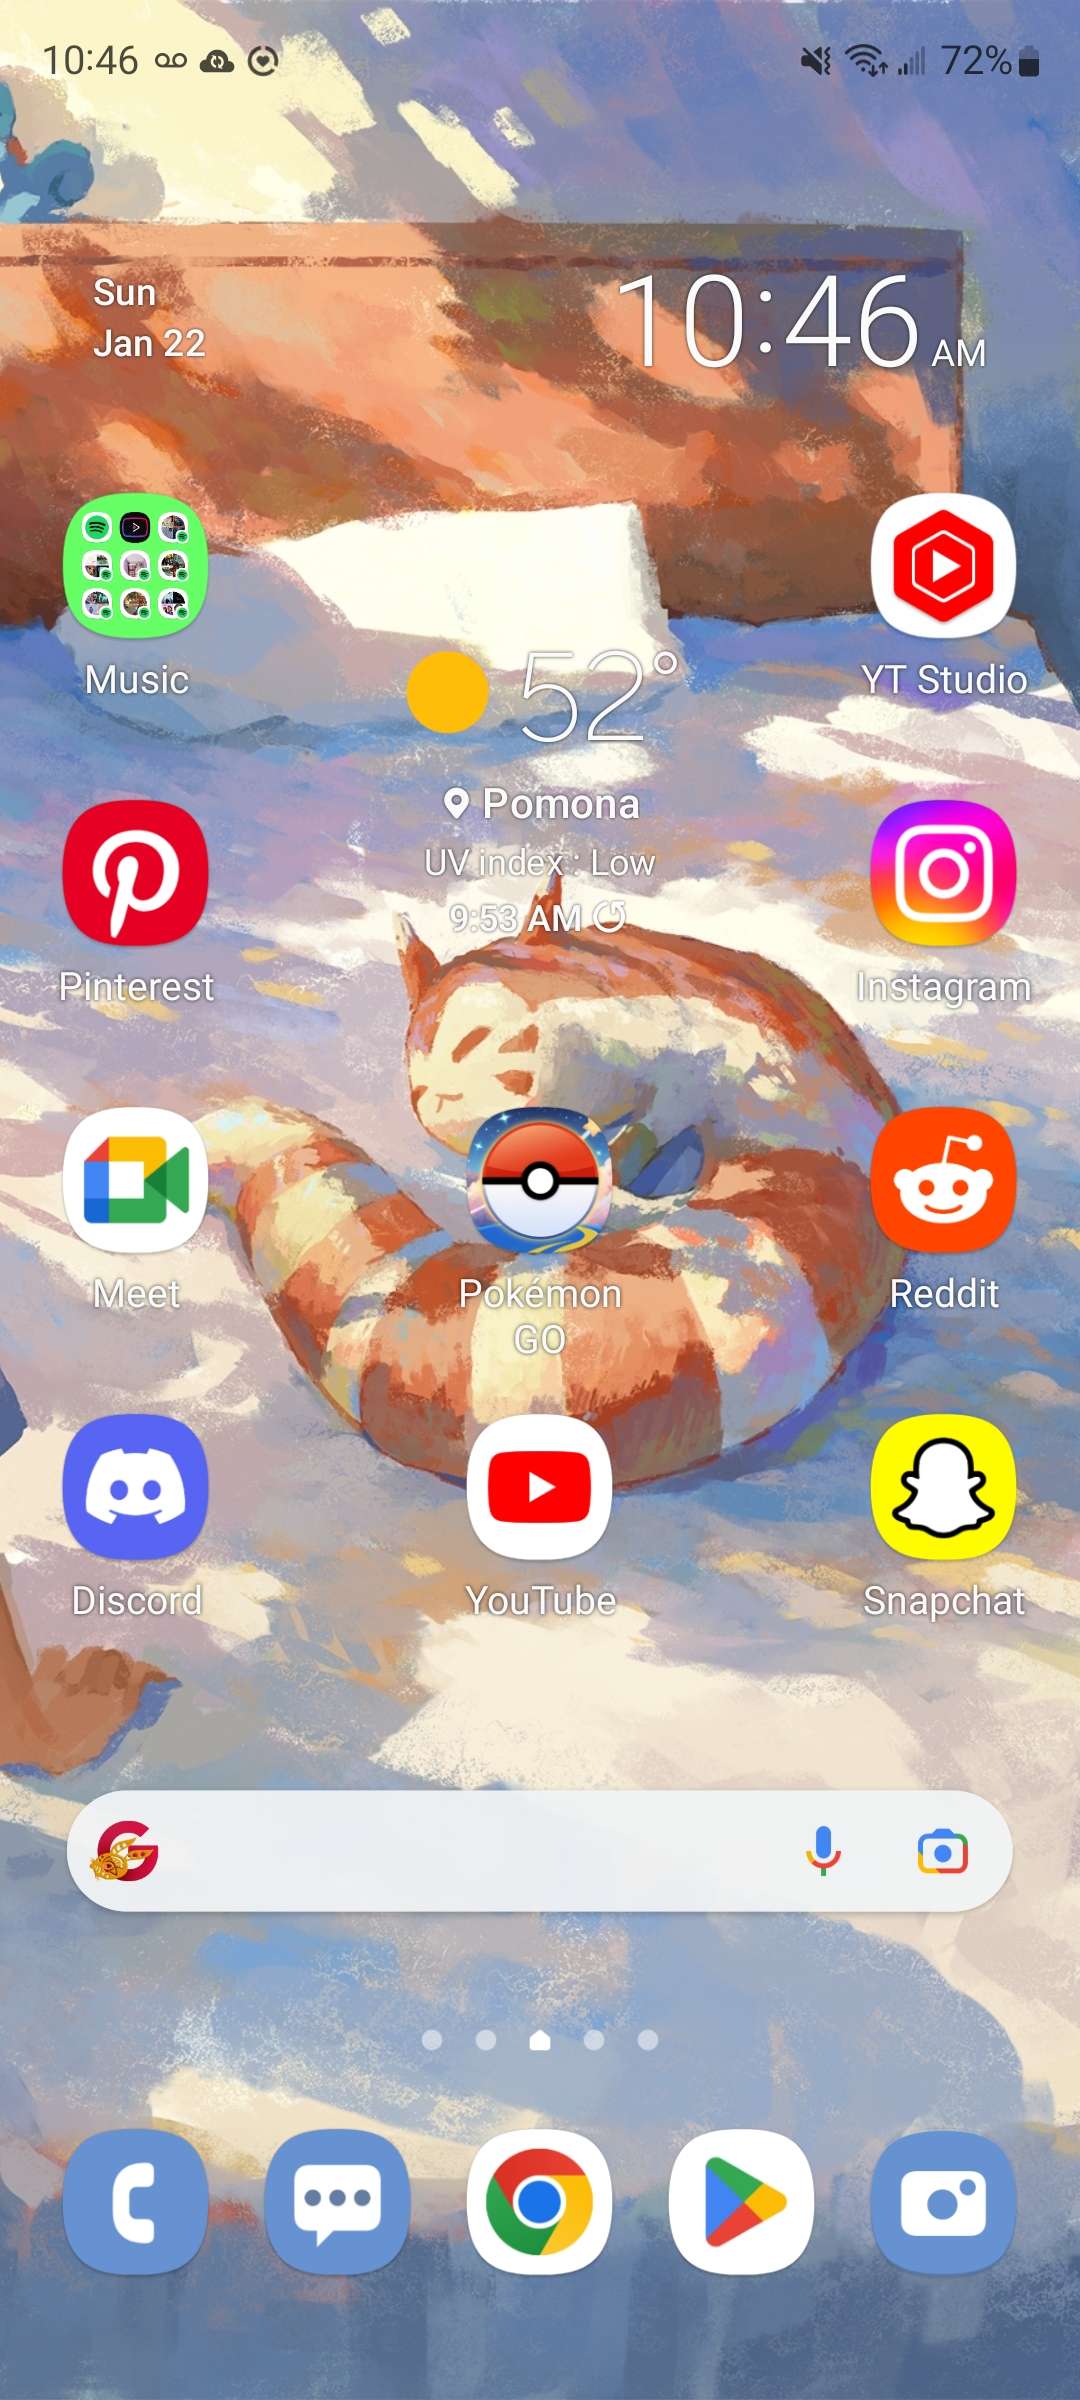 10:46
72%
Sun
Jan 22
10:46 AM
Music
YT Studio
52°
Pomona
UV index : Low
9:53 AM
Pinterest
Instagram
Meet
Pokémon
GO
Reddit
Discord
YouTube
Snapchat